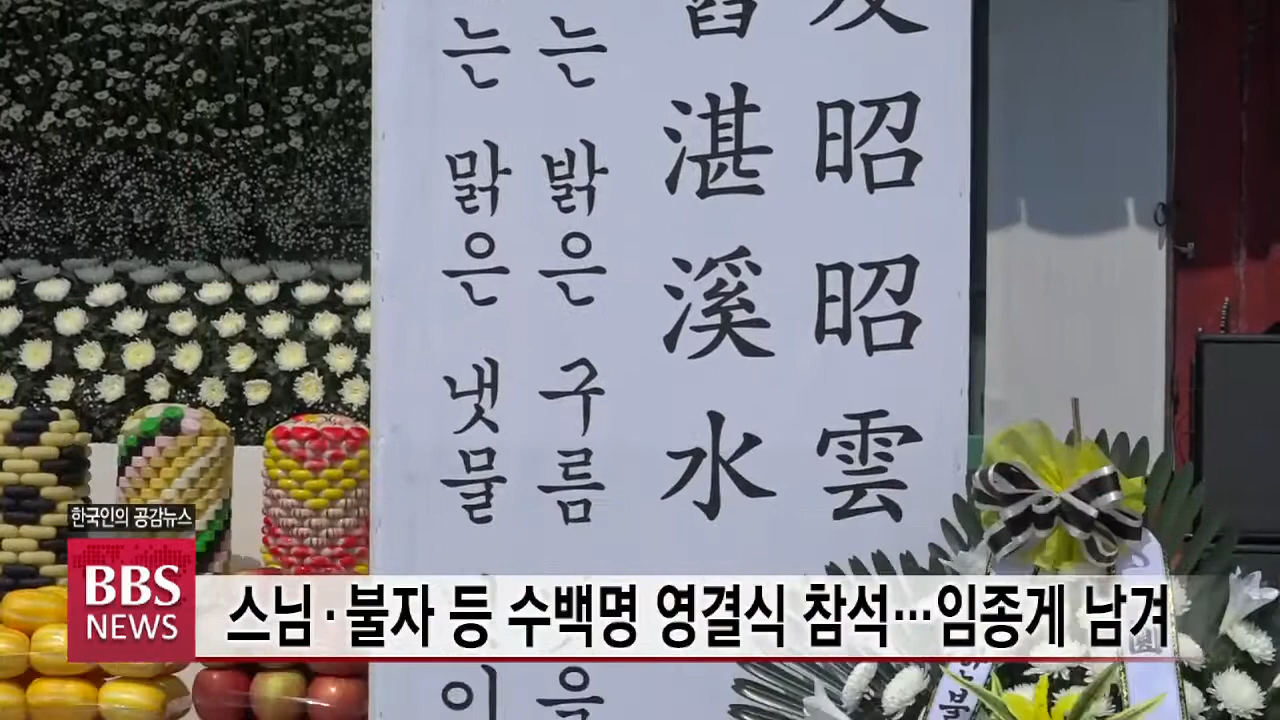 昭昭雲
湛溪水
는 밝은 구름
는 맑은 냇물
한국인의 공감뉴스
BBS
NEWS
스님·불자 등 수백명 영결식 참석…임종게 남겨